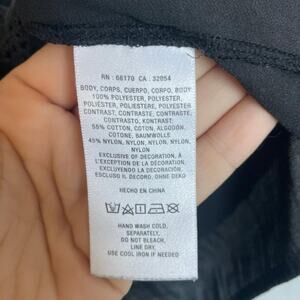 RN : 66170 CA : 32054
BODY, CORPS, CUERPO, CORPO, BODY
100% POLYESTER, POLYESTER,
POLIÉSTER, POLIESTERE, POLYESTER
CONTRAST, CONTRASTE, CONTRASTE,
CONTRASTO, KONTRAST:
55% COTTON, COTON, ALGODÓN,
COTONE, BAUMWOLLE
45% NYLON, NYLON, NYLON, NYLON,
NYLON
EXCLUSIVE OF DECORATION, À
L'EXCEPTION DE LA DÉCORATION,
EXCLUYENDO LA DECORACIÓN,
ESCLUSO IL DECORO, OHNE DEKO
HECHO EN CHINA
HAND WASH COLD,
SEPARATELY,
DO NOT BLEACH,
LINE DRY,
USE COOL IRON IF NEEDED